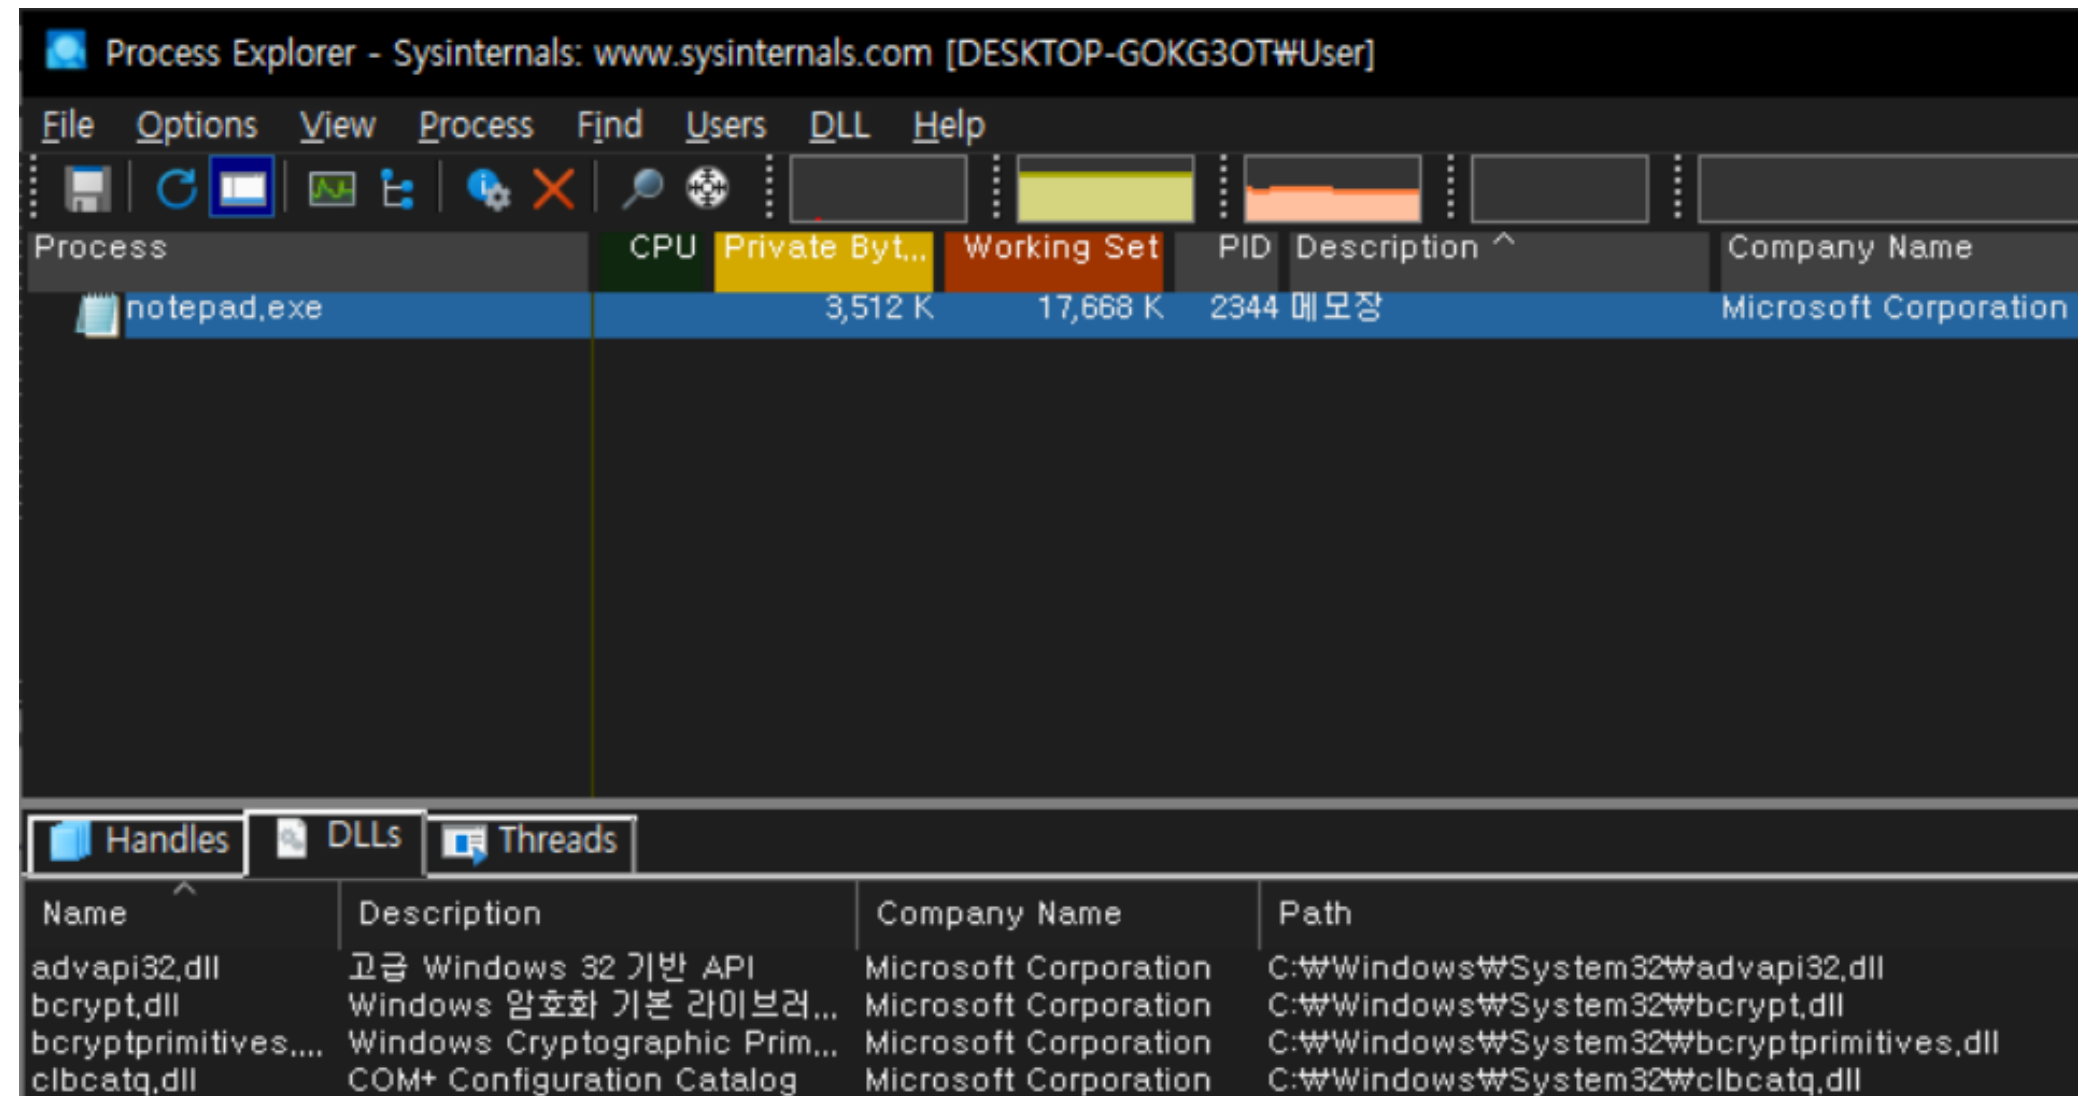 Process Explorer - Sysinternals: www.sysinternals.com [DESKTOP-GOKG3OT₩User]
File Options View Process Find Users DLL Help
Process CPU Private Byt... Working Set PID Description Company Name
notepad.exe 3,512 K 17,668 K 2344 메모장 Microsoft Corporation
Handles DLLs Threads
Name Description Company Name Path
advapi32.dll 고급 Windows 32 기반 API Microsoft Corporation C:₩Windows₩System32₩advapi32.dll
bcrypt.dll Windows 암호화 기본 라이브러... Microsoft Corporation C:₩Windows₩System32₩bcrypt.dll
bcryptprimitives.... Windows Cryptographic Prim... Microsoft Corporation C:₩Windows₩System32₩bcryptprimitives.dll
clbcatq.dll COM+ Configuration Catalog Microsoft Corporation C:₩Windows₩System32₩clbcatq.dll